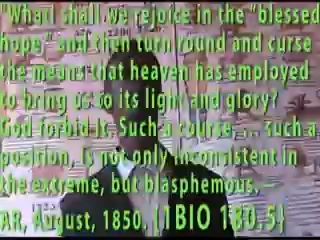 "What shall we rejoice in the "blessed
hope" and then turn round and curse
the means that heaven has employed
to bring us to its light and glory?
God forbid it. Such a course, ... such a
position, is not only inconsistent in
the extreme, but blasphemous. –
AR, August, 1850. {1BIO 180.5}